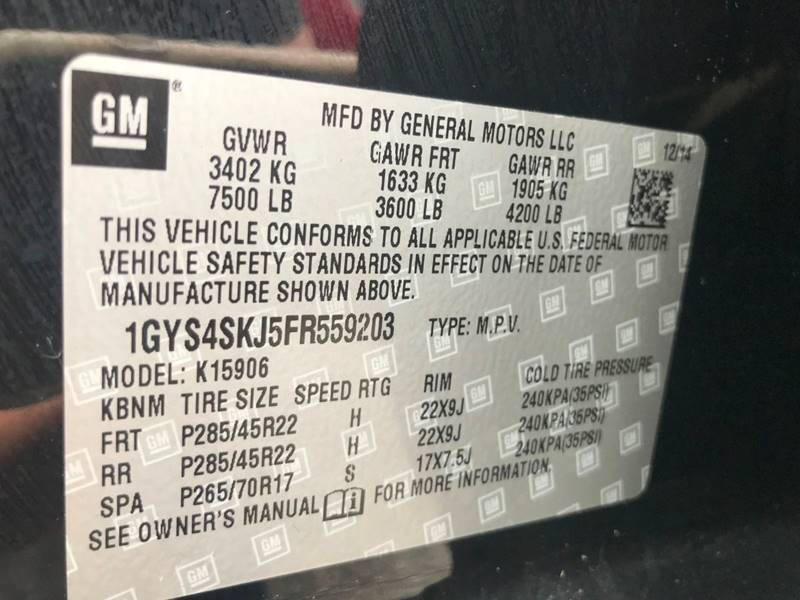 GM ®
MFD BY GENERAL MOTORS LLC
12/14
GVWR GAWR FRT GAWR RR
3402 KG 1633 KG 1905 KG
7500 LB 3600 LB 4200 LB
THIS VEHICLE CONFORMS TO ALL APPLICABLE U.S. FEDERAL MOTOR
VEHICLE SAFETY STANDARDS IN EFFECT ON THE DATE OF
MANUFACTURE SHOWN ABOVE.
1GYS4SKJ5FR559203 TYPE: M.P.V.
MODEL: K15906
KBNM TIRE SIZE SPEED RTG RIM COLD TIRE PRESSURE
FRT P285/45R22 H 22X9J 240KPA(35PSI)
RR P285/45R22 H 22X9J 240KPA(35PSI)
SPA P265/70R17 S 17X7.5J 240KPA(35PSI)
SEE OWNER'S MANUAL i FOR MORE INFORMATION.